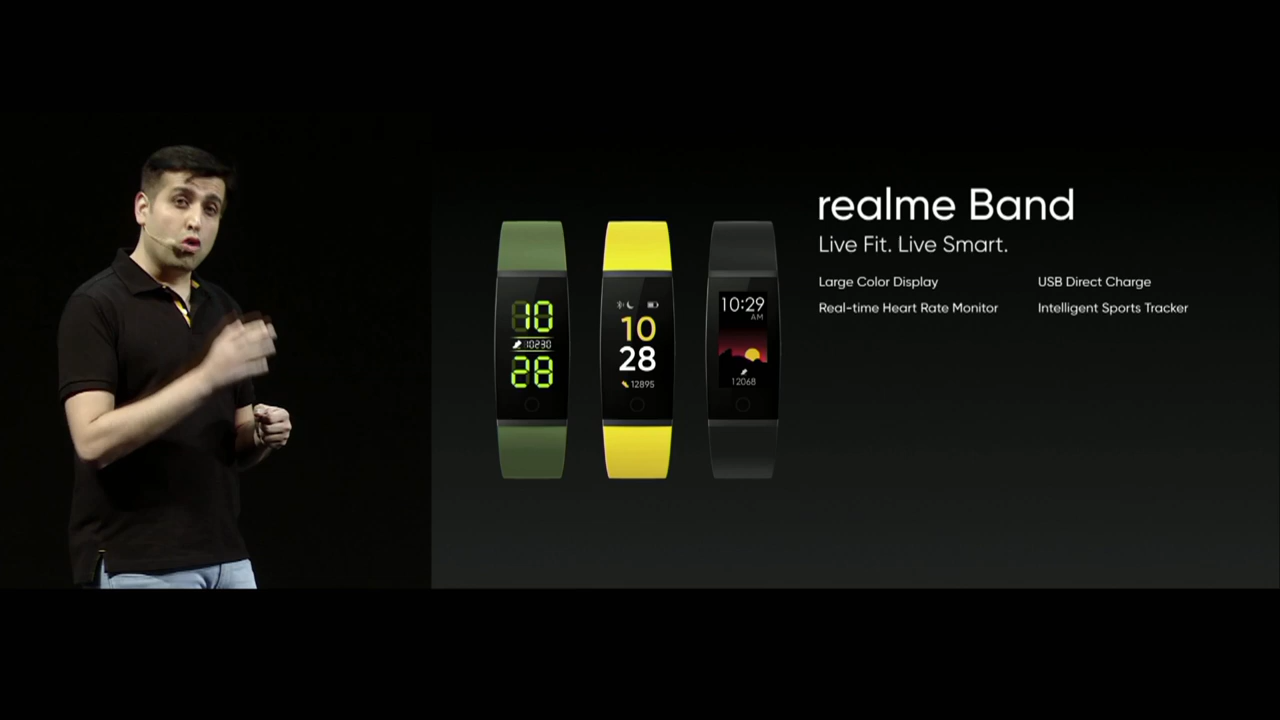 realme Band
Live Fit. Live Smart.
Large Color Display
USB Direct Charge
Real-time Heart Rate Monitor
Intelligent Sports Tracker
10
10230
28
10
28
12895
10:29
AM
12068